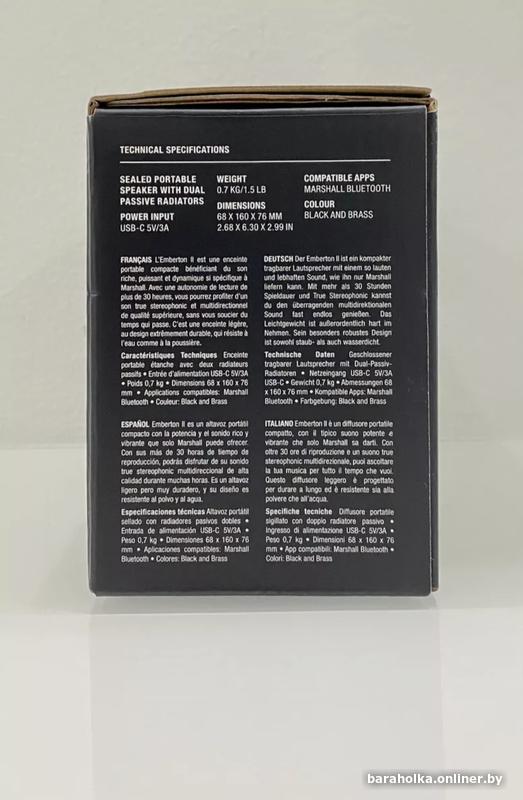 TECHNICAL SPECIFICATIONS
SEALED PORTABLE
SPEAKER WITH DUAL
PASSIVE RADIATORS
POWER INPUT
USB-C 5V/3A
WEIGHT
0.7 KG/1.5 LB
DIMENSIONS
68 X 160 X 76 MM
2.68 X 6.30 X 2.99 IN
COMPATIBLE APPS
MARSHALL BLUETOOTH
COLOUR
BLACK AND BRASS
FRANÇAIS L'Emberton II est une enceinte
portable compacte bénéficiant du son
riche, puissant et dynamique si spécifique à
Marshall. Avec une autonomie de lecture de
plus de 30 heures, vous pourrez profiter d'un
son true stereophonic et multidirectionnel
de qualité supérieure, sans vous soucier du
temps qui passe. C'est une enceinte légère,
au design extrêmement durable, qui résiste à
l'eau comme à la poussière.
Caractéristiques Techniques Enceinte
portable étanche avec deux radiateurs
passifs • Entrée d'alimentation USB-C 5V/3A
• Poids 0,7 kg • Dimensions 68 x 160 x 76
mm • Applications compatibles: Marshall
Bluetooth • Couleur: Black and Brass
DEUTSCH Der Emberton II ist ein kompakter
tragbarer Lautsprecher mit einem so lauten
und lebhaften Sound, wie ihn nur Marshall
liefern kann. Mit mehr als 30 Stunden
Spieldauer und True Stereophonic kannst
du den überragenden multidirektionalen
Sound fast endlos genießen. Das
Leichtgewicht ist außerordentlich hart im
Nehmen. Sein besonders robustes Design
ist sowohl staub- als auch wasserdicht.
Technische Daten Geschlossener
tragbarer Lautsprecher mit Dual-Passiv-
Radiatoren • Netzeingang USB-C 5V/3A
USB-C • Gewicht 0,7 kg • Abmessungen 68
x 160 x 76 mm • Kompatible Apps: Marshall
Bluetooth • Farbgebung: Black and Brass
ESPAÑOL Emberton II es un altavoz portátil
compacto con la potencia y el sonido rico y
vibrante que solo Marshall puede ofrecer.
Con sus más de 30 horas de tiempo de
reproducción, podrás disfrutar de su sonido
true stereophonic multidireccional de alta
calidad durante muchas horas. Es un altavoz
ligero pero muy duradero, y su diseño es
resistente al polvo y al agua.
Especificaciones técnicas Altavoz portátil
sellado con radiadores pasivos dobles •
Entrada de alimentación USB-C 5V/3A •
Peso 0,7 kg • Dimensiones 68 x 160 x 76
mm • Aplicaciones compatibles: Marshall
Bluetooth • Colores: Black and Brass
ITALIANO Emberton II è un diffusore portatile
compatto, con il tipico suono potente e
vibrante che solo Marshall sa darti. Con
oltre 30 ore di riproduzione e un suono true
stereophonic multidirezionale, puoi ascoltare
la tua musica per tutto il tempo che vuoi.
Questo diffusore leggero è progettato
per durare a lungo ed è resistente sia alla
polvere che all'acqua.
Specifiche tecniche Diffusore portatile
sigillato con doppio radiatore passivo •
Ingresso di alimentazione USB-C 5V/3A •
Peso 0,7 kg • Dimensioni 68 x 160 x 76
mm • App compatibili: Marshall Bluetooth •
Colori: Black and Brass
baraholka.onliner.by